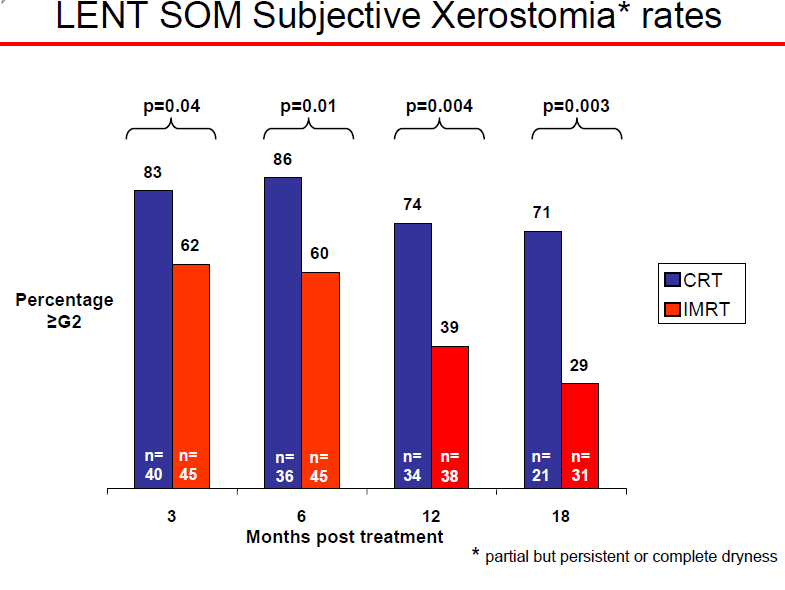 LENT SOM Subjective Xerostomia* rates
p=0.04
p=0.01
p=0.004
p=0.003
83
62
86
60
74
39
71
29
Percentage
≥G2
CRT
IMRT
n=
40
n=
45
n=
36
n=
45
n=
34
n=
38
n=
21
n=
31
3
6
12
18
Months post treatment
* partial but persistent or complete dryness